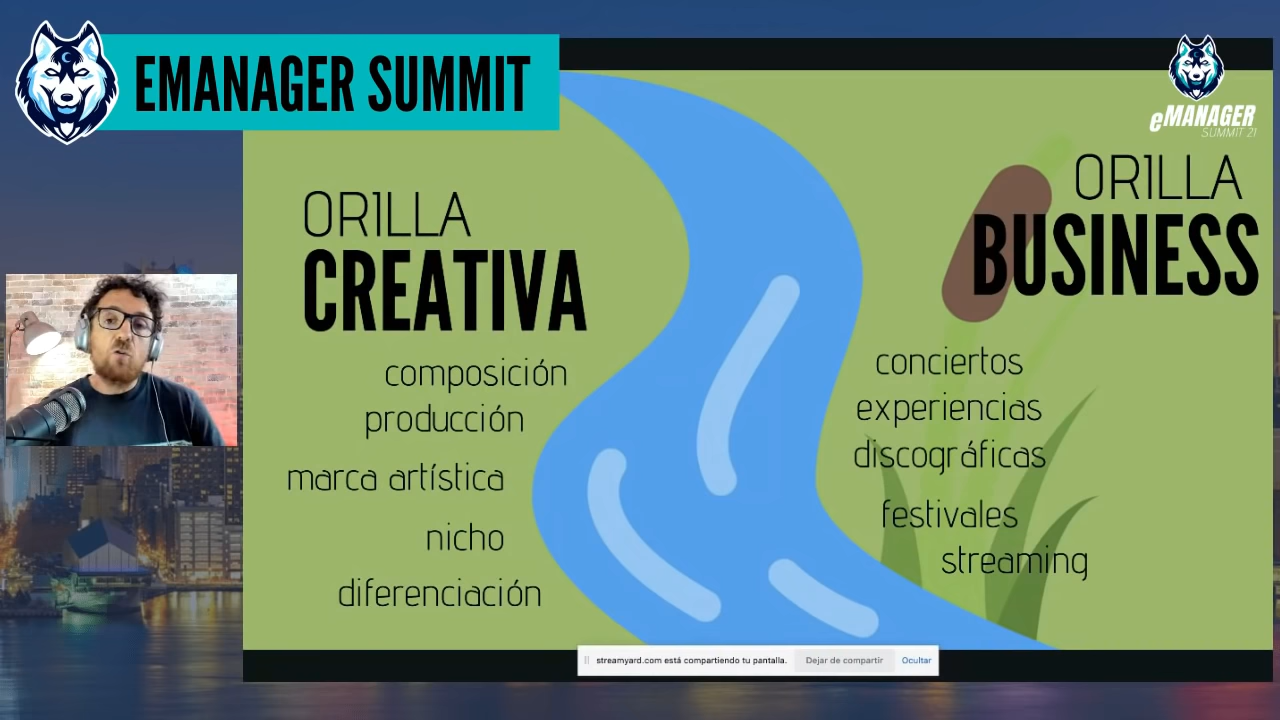 EMANAGER SUMMIT
eMANAGER
SUMMIT 21
ORILLA
CREATIVA
composición
producción
marca artística
nicho
diferenciación
ORILLA
BUSINESS
conciertos
experiencias
discográficas
festivales
streaming
streamyard.com está compartiendo tu pantalla.
Dejar de compartir
Ocultar